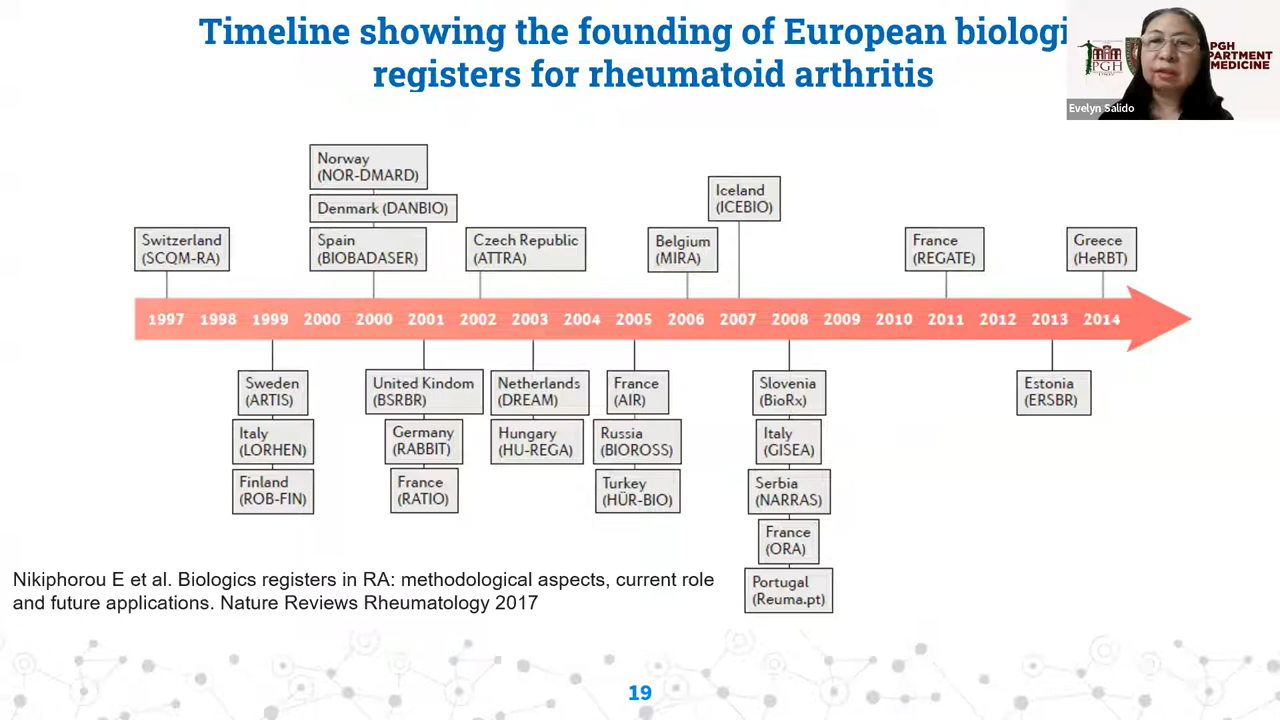 Timeline showing the founding of European biologi
registers for rheumatoid arthritis
PGH
PGH
PARTMENT
MEDICINE
Evelyn Salido
Norway
(NOR-DMARD)
Denmark (DANBIO)
Iceland
(ICEBIO)
Switzerland
(SCQM-RA)
Spain
(BIOBADASER)
Czech Republic
(ATTRA)
Belgium
(MIRA)
France
(REGATE)
Greece
(HeRBT)
1997 1998 1999 2000 2000 2001 2002 2003 2004 2005 2006 2007 2008 2009 2010 2011 2012 2013 2014
Sweden
(ARTIS)
Italy
(LORHEN)
Finland
(ROB-FIN)
United Kindom
(BSRBR)
Germany
(RABBIT)
France
(RATIO)
Netherlands
(DREAM)
Hungary
(HU-REGA)
France
(AIR)
Russia
(BIOROSS)
Turkey
(HÜR-BIO)
Slovenia
(BioRx)
Italy
(GISEA)
Serbia
(NARRAS)
France
(ORA)
Portugal
(Reuma.pt)
Estonia
(ERSBR)
Nikiphorou E et al. Biologics registers in RA: methodological aspects, current role
and future applications. Nature Reviews Rheumatology 2017
19